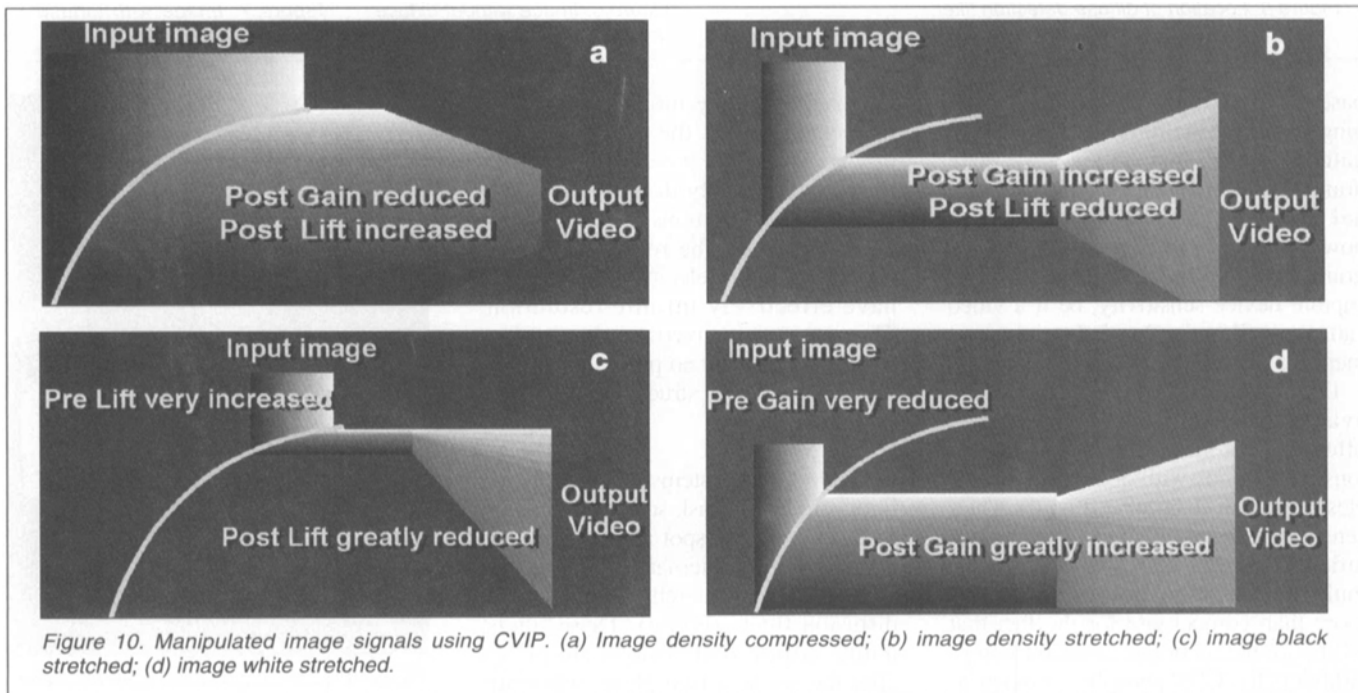 Input image
a
Post Gain reduced
Post Lift increased
Output
Video
Input image
b
Post Gain increased
Post Lift reduced
Output
Video
Input image
c
Pre Lift very increased
Post Lift greatly reduced
Output
Video
Input image
d
Pre Gain very reduced
Post Gain greatly increased
Output
Video
Figure 10. Manipulated image signals using CVIP. (a) Image density compressed; (b) image density stretched; (c) image black
stretched; (d) image white stretched.